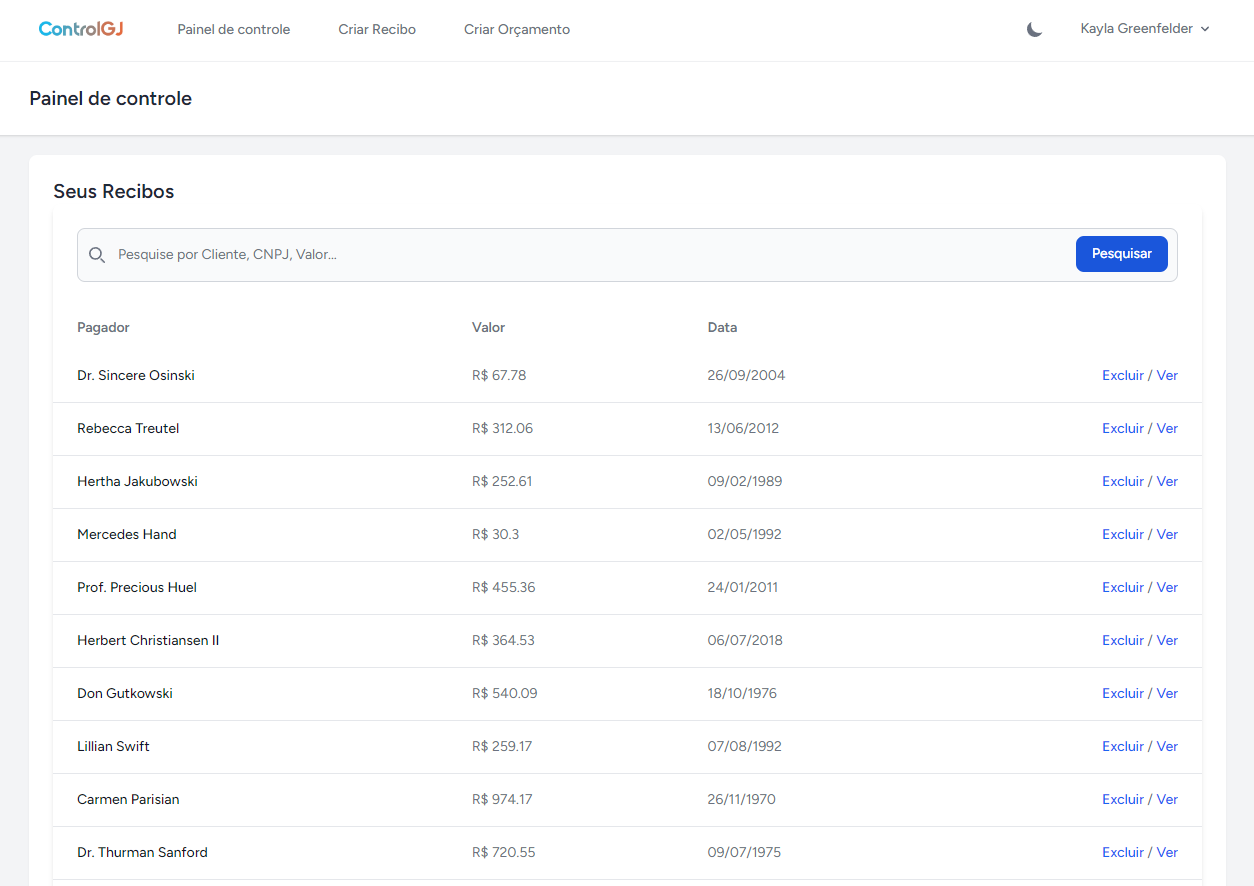 ControlGJ Painel de controle Criar Recibo Criar Orçamento Kayla Greenfelder
Painel de controle
Seus Recibos
Pesquise por Cliente, CNPJ, Valor... Pesquisar
Pagador Valor Data
Dr. Sincere Osinski R$ 67.78 26/09/2004 Excluir / Ver
Rebecca Treutel R$ 312.06 13/06/2012 Excluir / Ver
Hertha Jakubowski R$ 252.61 09/02/1989 Excluir / Ver
Mercedes Hand R$ 30.3 02/05/1992 Excluir / Ver
Prof. Precious Huel R$ 455.36 24/01/2011 Excluir / Ver
Herbert Christiansen II R$ 364.53 06/07/2018 Excluir / Ver
Don Gutkowski R$ 540.09 18/10/1976 Excluir / Ver
Lillian Swift R$ 259.17 07/08/1992 Excluir / Ver
Carmen Parisian R$ 974.17 26/11/1970 Excluir / Ver
Dr. Thurman Sanford R$ 720.55 09/07/1975 Excluir / Ver